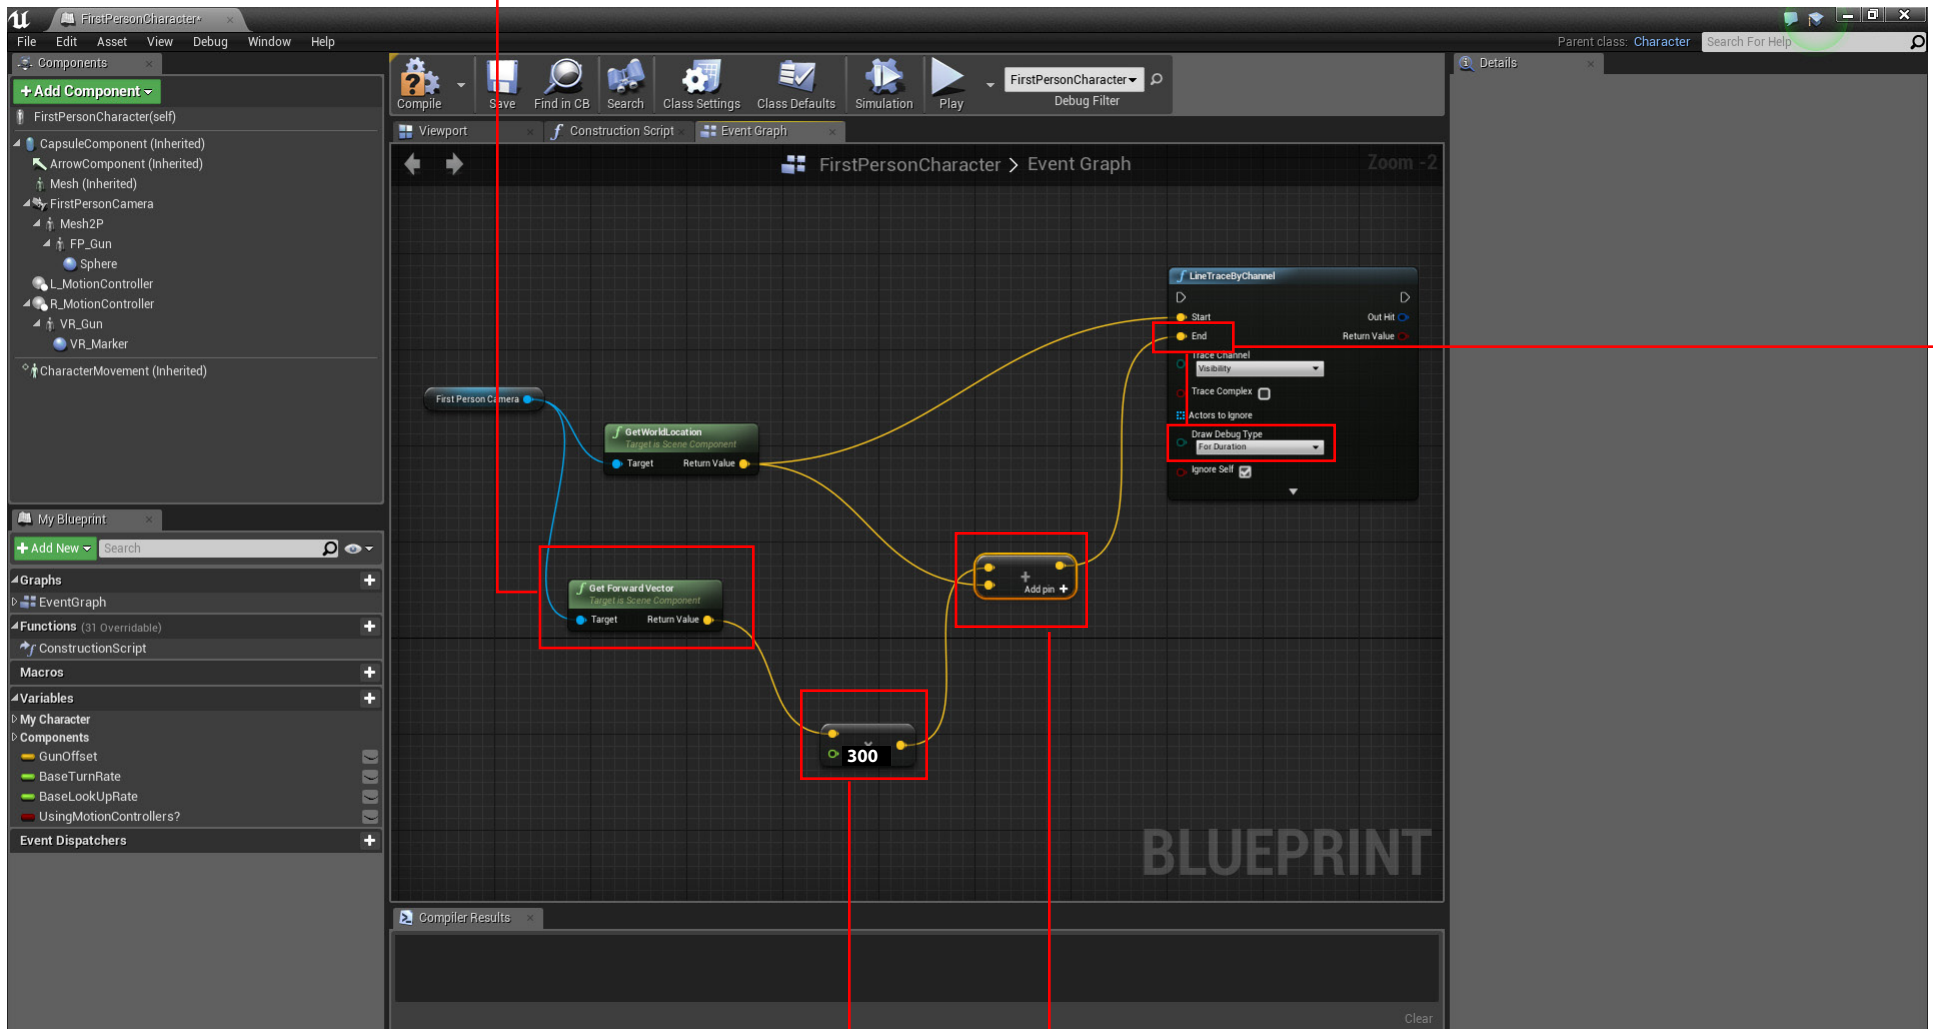 FirstPersonCharacter*
File Edit Asset View Debug Window Help
Parent class: Character Search For Help
Components
+Add Component
FirstPersonCharacter(self)
CapsuleComponent (Inherited)
ArrowComponent (Inherited)
Mesh (Inherited)
FirstPersonCamera
Mesh2P
FP_Gun
Sphere
L_MotionController
R_MotionController
VR_Gun
VR_Marker
CharacterMovement (Inherited)
My Blueprint
+Add New Search
Graphs
EventGraph
Functions (31 Overridable)
ConstructionScript
Macros
Variables
My Character
Components
GunOffset
BaseTurnRate
BaseLookUpRate
UsingMotionControllers?
Event Dispatchers
Compile Save Find in CB Search Class Settings Class Defaults Simulation Play
FirstPersonCharacter
Debug Filter
Viewport Construction Script Event Graph
FirstPersonCharacter > Event Graph
Zoom -2
First Person Camera
GetWorldLocation
Target is Scene Component
Target Return Value
Get Forward Vector
Target is Scene Component
Target Return Value
300
+
Add pin +
LineTraceByChannel
Start Out Hit
End Return Value
Trace Channel
Visibility
Trace Complex
Actors to Ignore
Draw Debug Type
For Duration
Ignore Self
BLUEPRINT
Compiler Results
Clear
Details